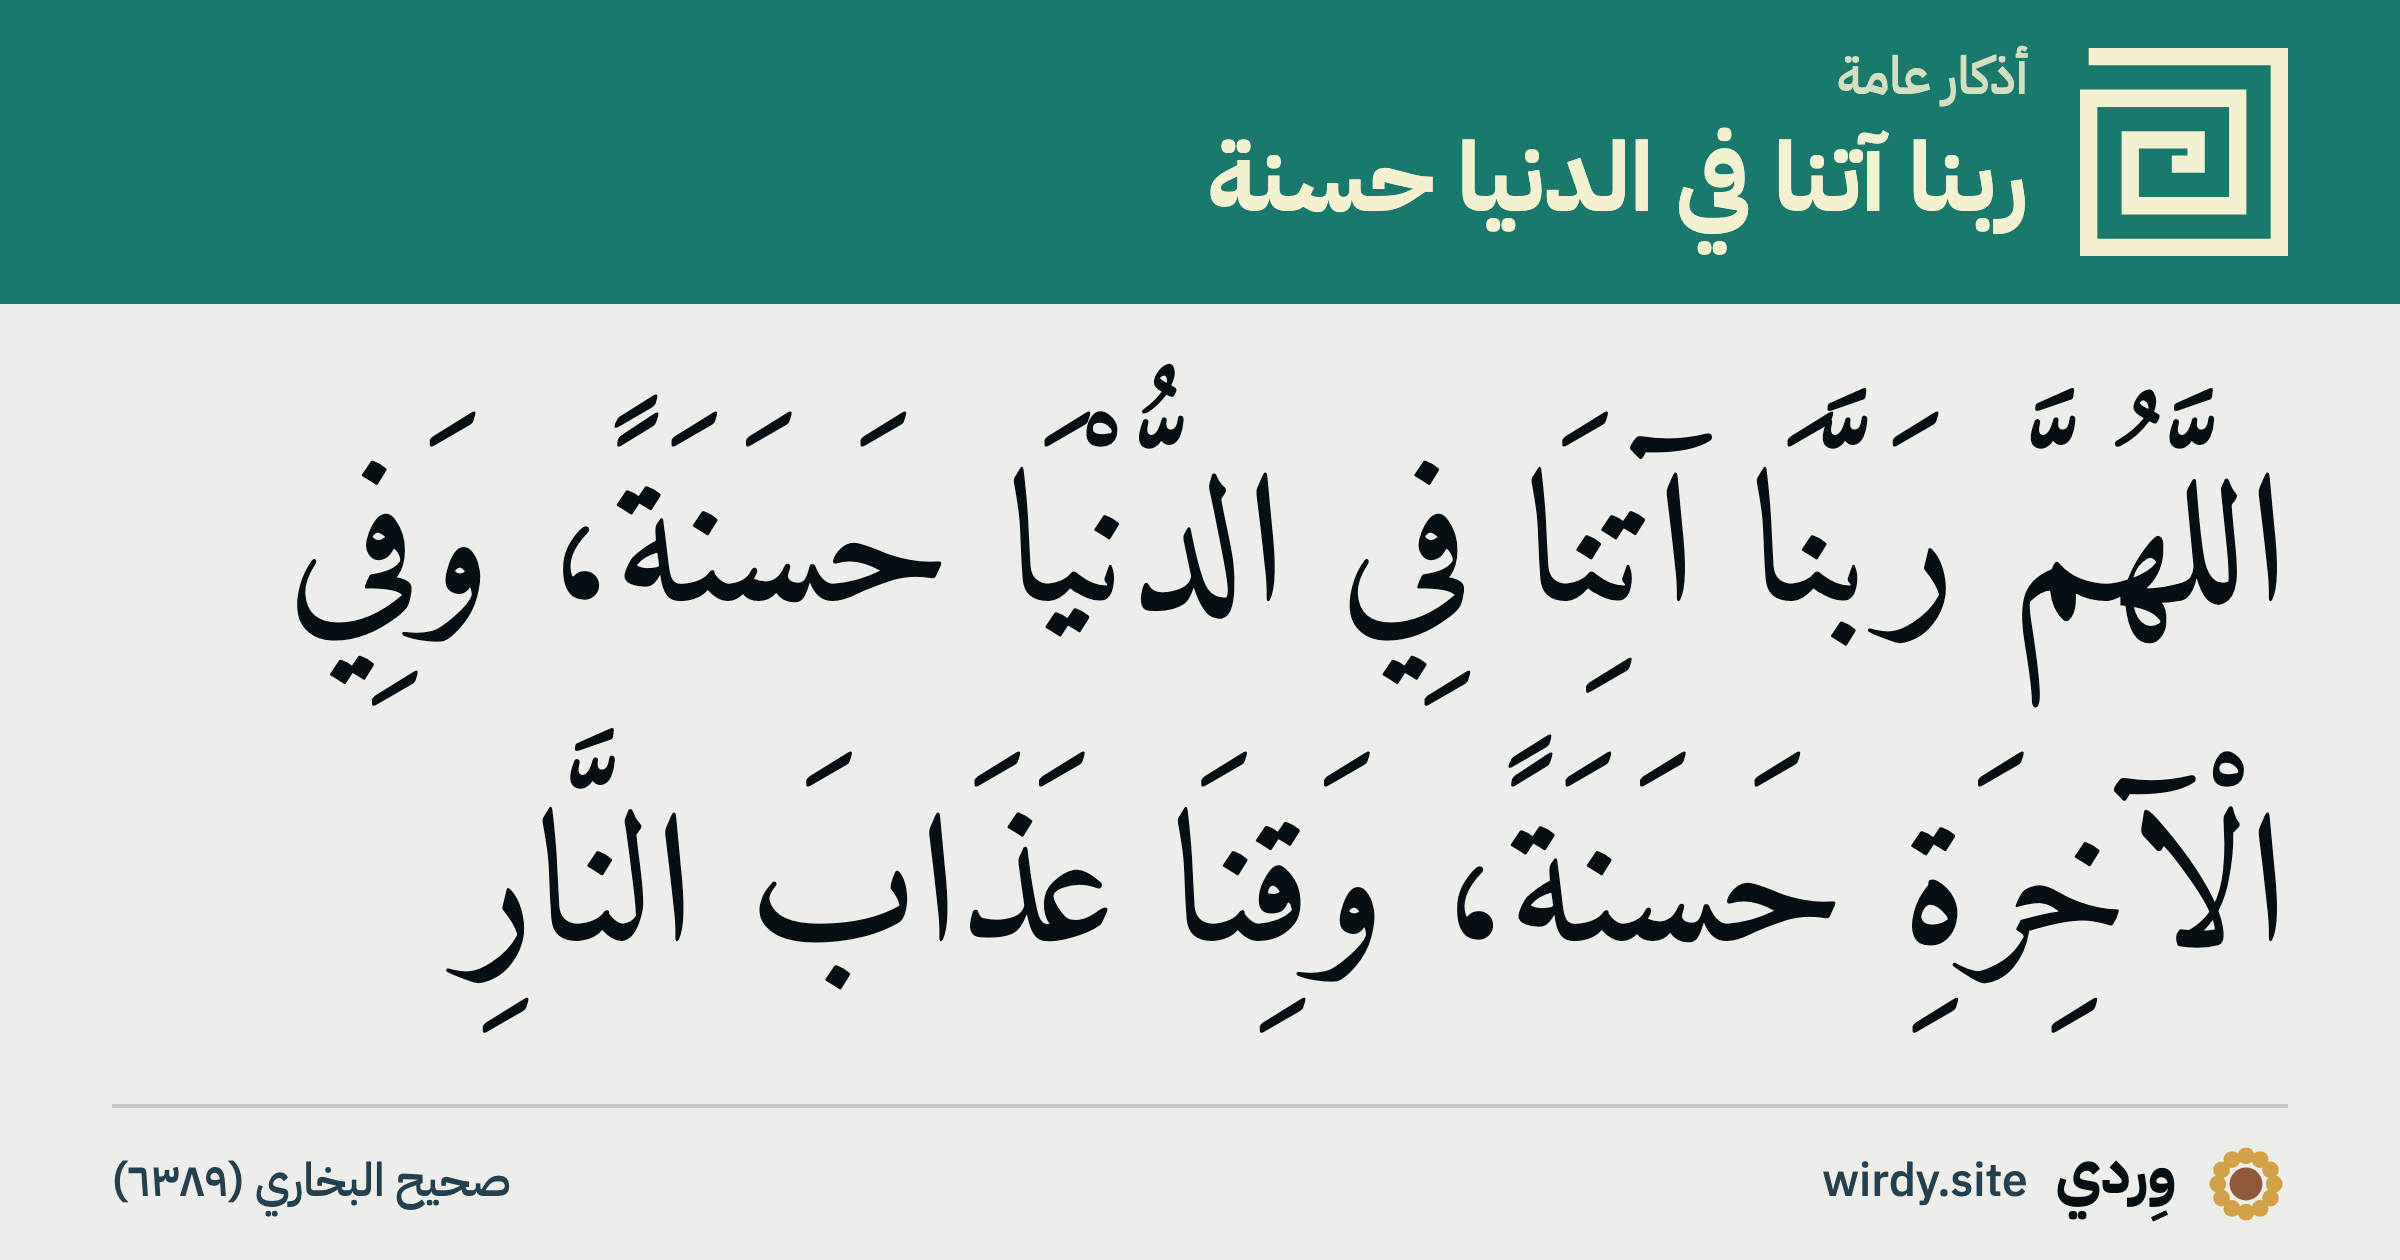 أذكار عامة
ربنا آتنا في الدنيا حسنة
اللَّهُمَّ رَبَّنَا آتِنَا فِي الدُّنْيَا حَسَنَةً، وَفِي
الْآخِرَةِ حَسَنَةً، وَقِنَا عَذَابَ النَّارِ
وِردي wirdy.site
صحيح البخاري (٦٣٨٩)